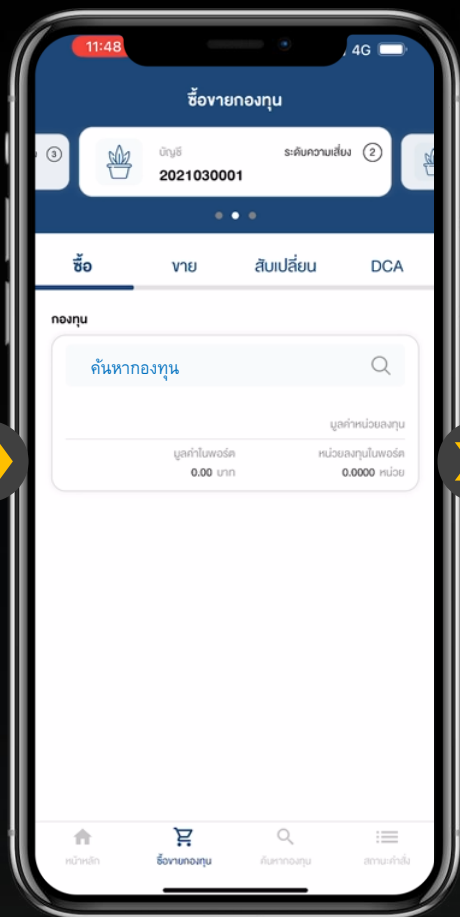 11:48
4G
ซื้อขายกองทุน
3
บัญชี
ระดับความเสี่ยง 2
2021030001
ซื้อ ขาย สับเปลี่ยน DCA
กองทุน
ค้นหากองทุน
มูลค่าหน่วยลงทุน
มูลค่าในพอร์ต หน่วยลงทุนในพอร์ต
0.00 บาท 0.0000 หน่วย
หน้าหลัก ซื้อขายกองทุน ค้นหากองทุน สถานะคำสั่ง